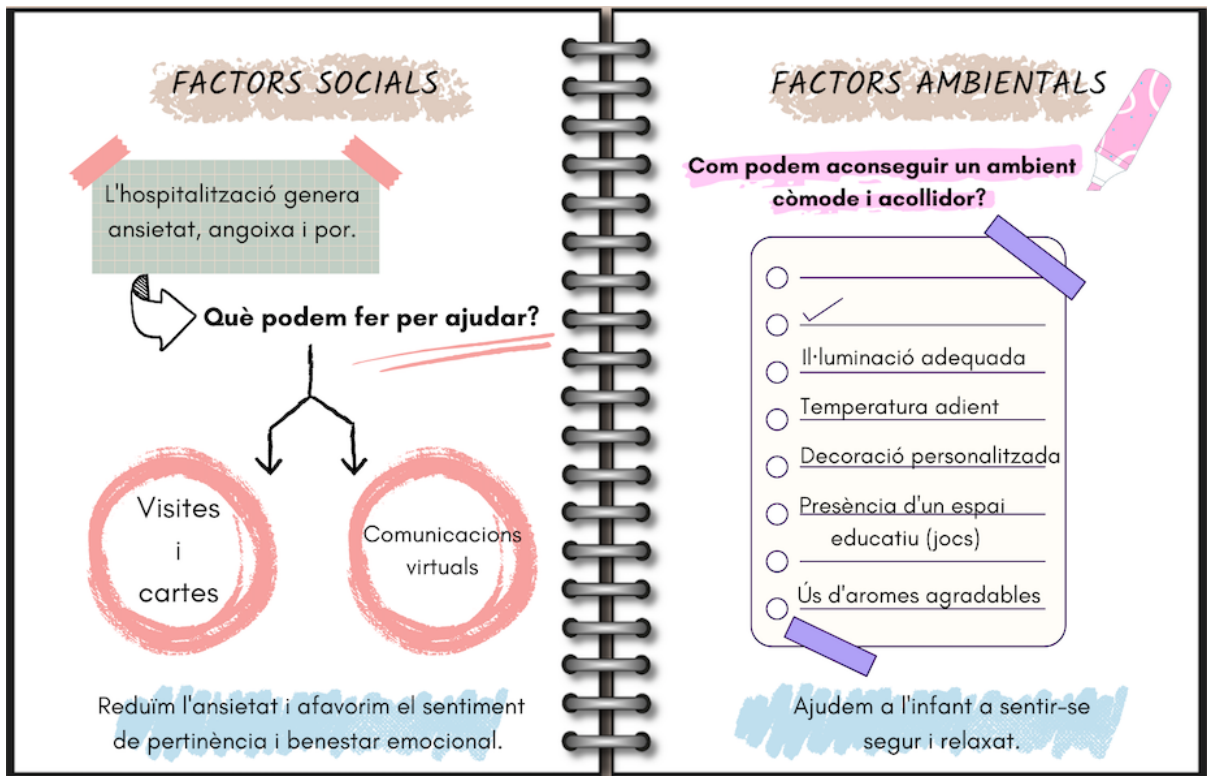 FACTORS SOCIALS
L'hospitalització genera
ansietat, angoixa i por.
Què podem fer per ajudar?
Visites
i
cartes
Comunicacions
virtuals
Reduïm l'ansietat i afavorim el sentiment
de pertinència i benestar emocional.
FACTORS AMBIENTALS
Com podem aconseguir un ambient
còmode i acollidor?
Il·luminació adequada
Temperatura adient
Decoració personalitzada
Presència d'un espai
educatiu (jocs)
Ús d'aromes agradables
Ajudem a l'infant a sentir-se
segur i relaxat.